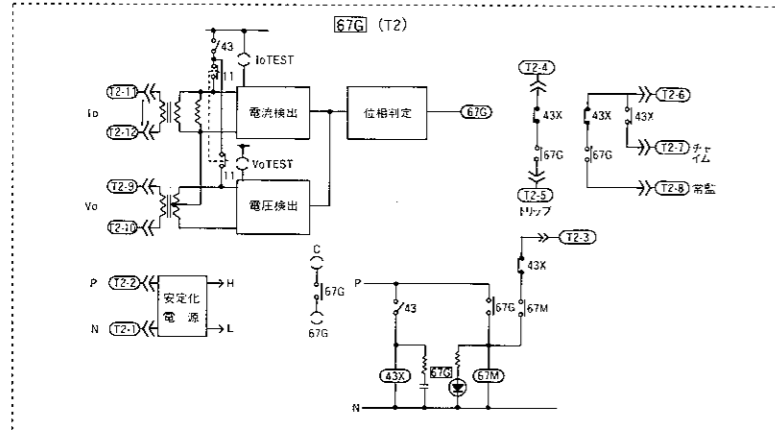 67G (T2)
43
IoTEST
11
T2-11
Io
T2-12
電流検出
位相判定
67G
VoTEST
11
T2-9
Vo
T2-10
電圧検出
T2-4
43X
67G
T2-5
トリップ
T2-6
43X
43X
T2-7 チャイム
67G
T2-8 常監
T2-3
43X
P T2-2
H
安定化
電源
N T2-1
L
C
67G
67G
P
43
67G
67M
43X
67G
67M
N